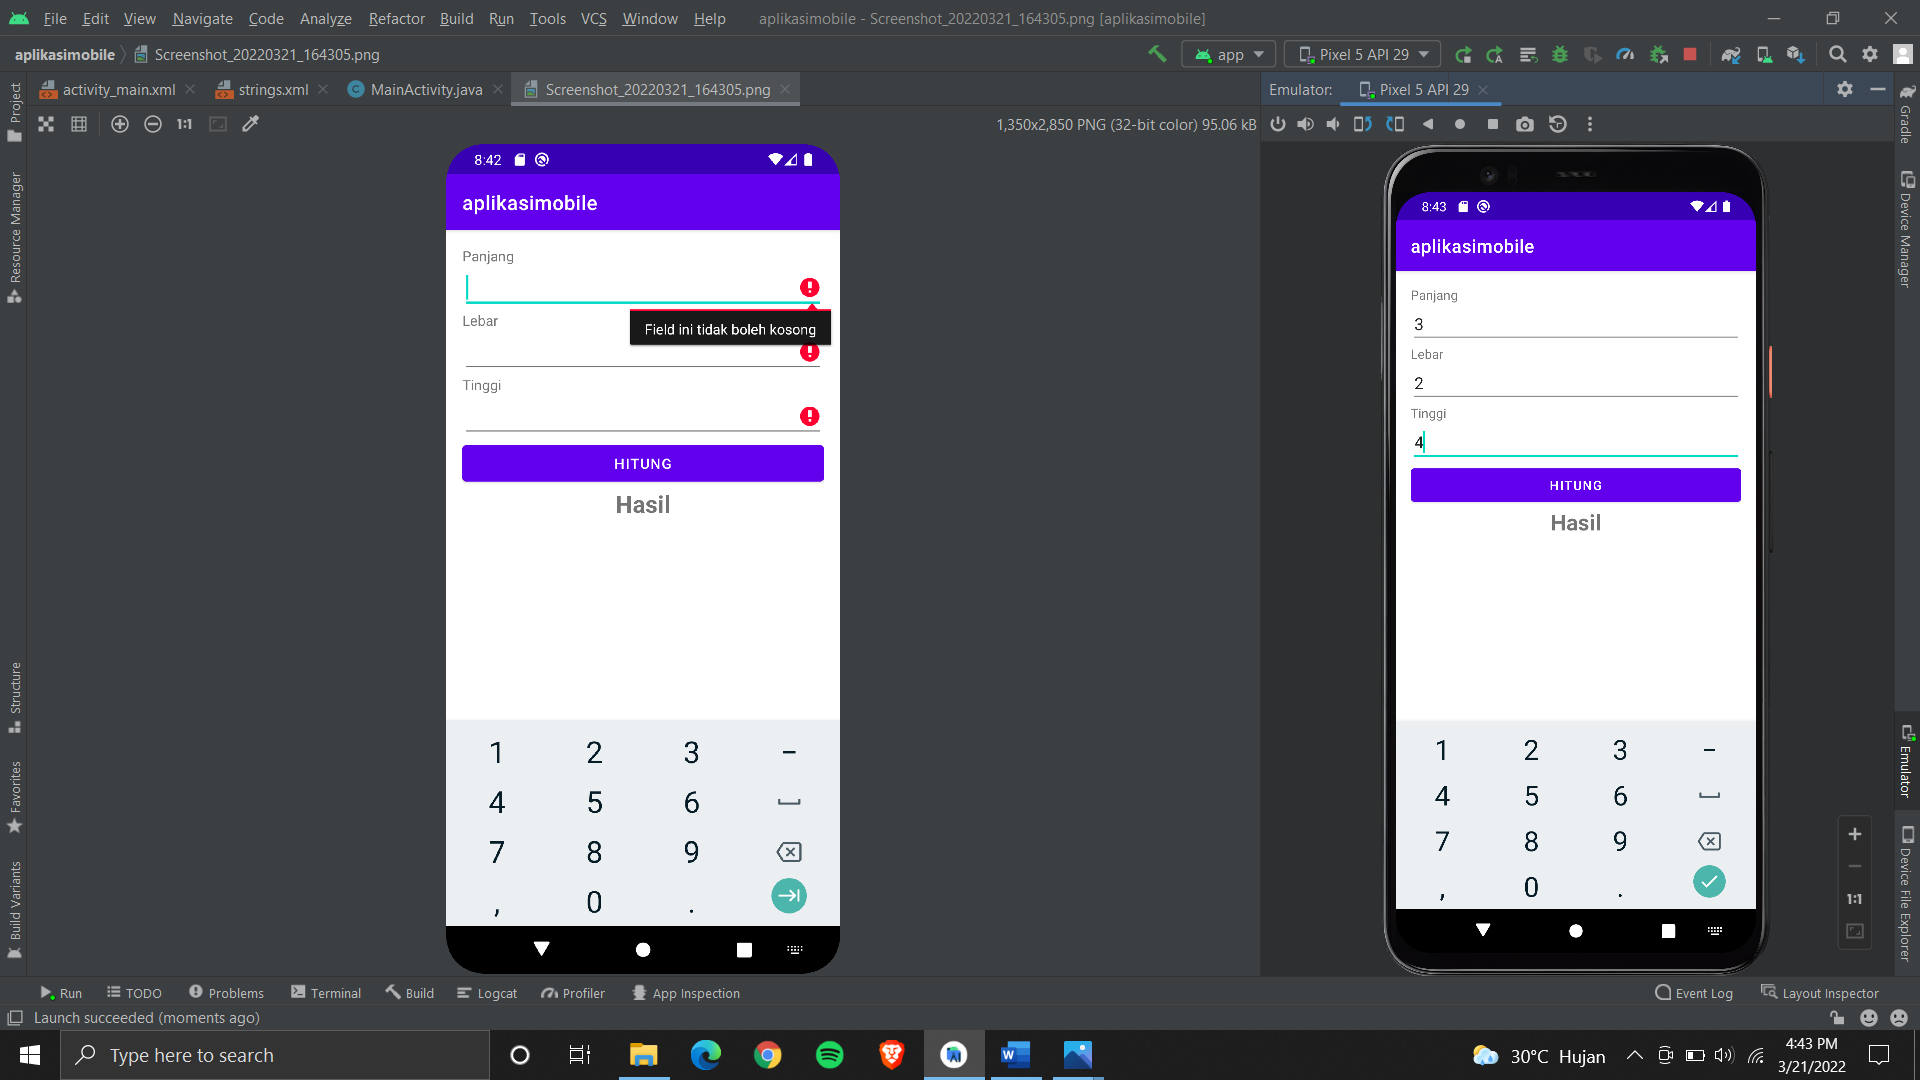 File Edit View Navigate Code Analyze Refactor Build Run Tools VCS Window Help aplikasimobile - Screenshot_20220321_164305.png [aplikasimobile]
aplikasimobile Screenshot_20220321_164305.png app Pixel 5 API 29
activity_main.xml strings.xml MainActivity.java Screenshot_20220321_164305.png Emulator: Pixel 5 API 29
1:1 1,350x2,850 PNG (32-bit color) 95.06 kB
Project
Resource Manager
Structure
Favorites
Build Variants
8:42
aplikasimobile
Panjang
Field ini tidak boleh kosong
Lebar
Tinggi
HITUNG
Hasil
1 2 3 -
4 5 6
7 8 9
, 0 .
8:43
aplikasimobile
Panjang
3
Lebar
2
Tinggi
4
HITUNG
Hasil
1 2 3 -
4 5 6
7 8 9
, 0 .
1:1
Gradle
Device Manager
Emulator
Device File Explorer
Run TODO Problems Terminal Build Logcat Profiler App Inspection Event Log Layout Inspector
Launch succeeded (moments ago)
Type here to search
30°C Hujan
4:43 PM
3/21/2022